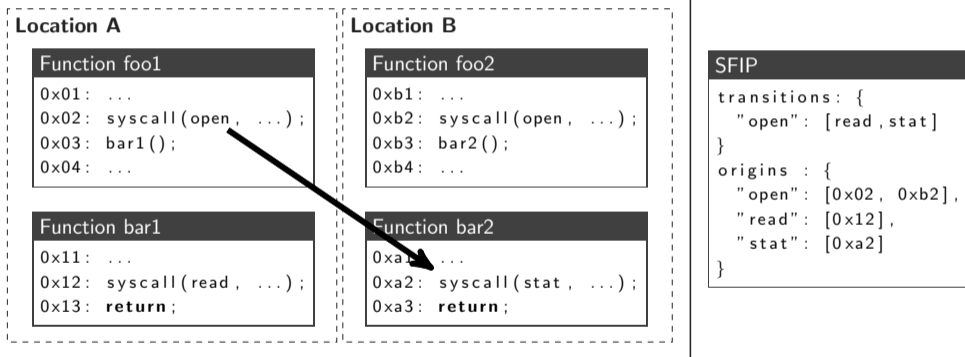 Location A
Function foo1
0x01: ...
0x02: syscall(open, ...);
0x03: bar1();
0x04: ...
Function bar1
0x11: ...
0x12: syscall(read, ...);
0x13: return;
Location B
Function foo2
0xb1: ...
0xb2: syscall(open, ...);
0xb3: bar2();
0xb4: ...
Function bar2
0xa1: ...
0xa2: syscall(stat, ...);
0xa3: return;
SFIP
transitions: {
"open": [read,stat]
}
origins : {
"open": [0x02, 0xb2],
"read": [0x12],
"stat": [0xa2]
}